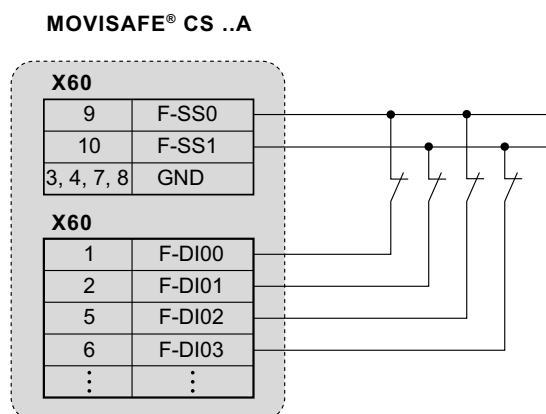 MOVISAFE® CS ..A
X60
9 F-SS0
10 F-SS1
3, 4, 7, 8 GND
X60
1 F-DI00
2 F-DI01
5 F-DI02
6 F-DI03
⋮ ⋮